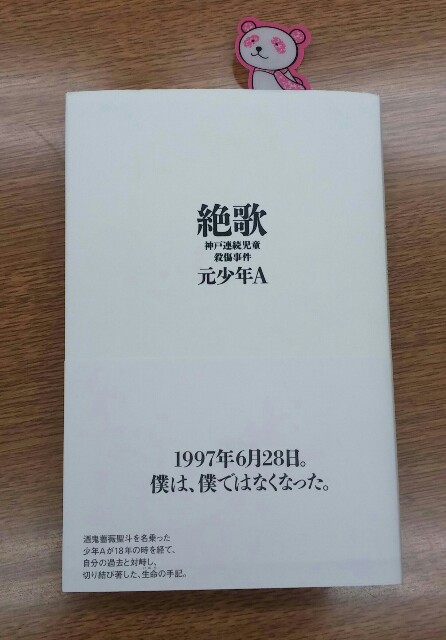 絶歌
神戸連続児童
殺傷事件
元少年A
1997年6月28日。
僕は、僕ではなくなった。
酒鬼薔薇聖斗を名乗った
少年Aが18年の時を経て、
自分の過去と対峙し、
切り結び著した、生命の手記。